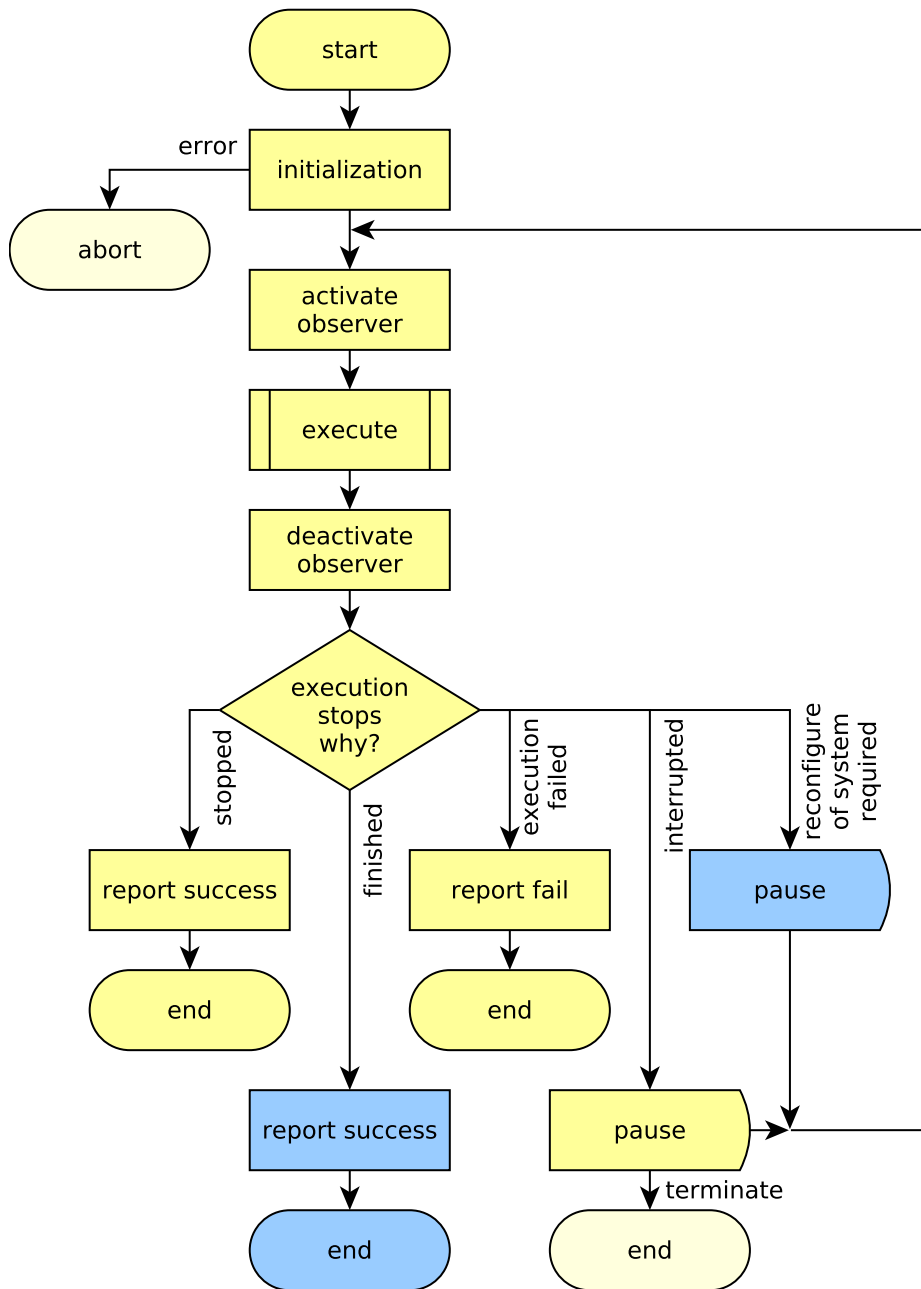 start
error
initialization
abort
activate
observer
execute
deactivate
observer
execution
stops
why?
stopped
finished
execution
failed
interrupted
reconfigure
of system
required
report success
report fail
pause
end
end
report success
pause
terminate
end
end